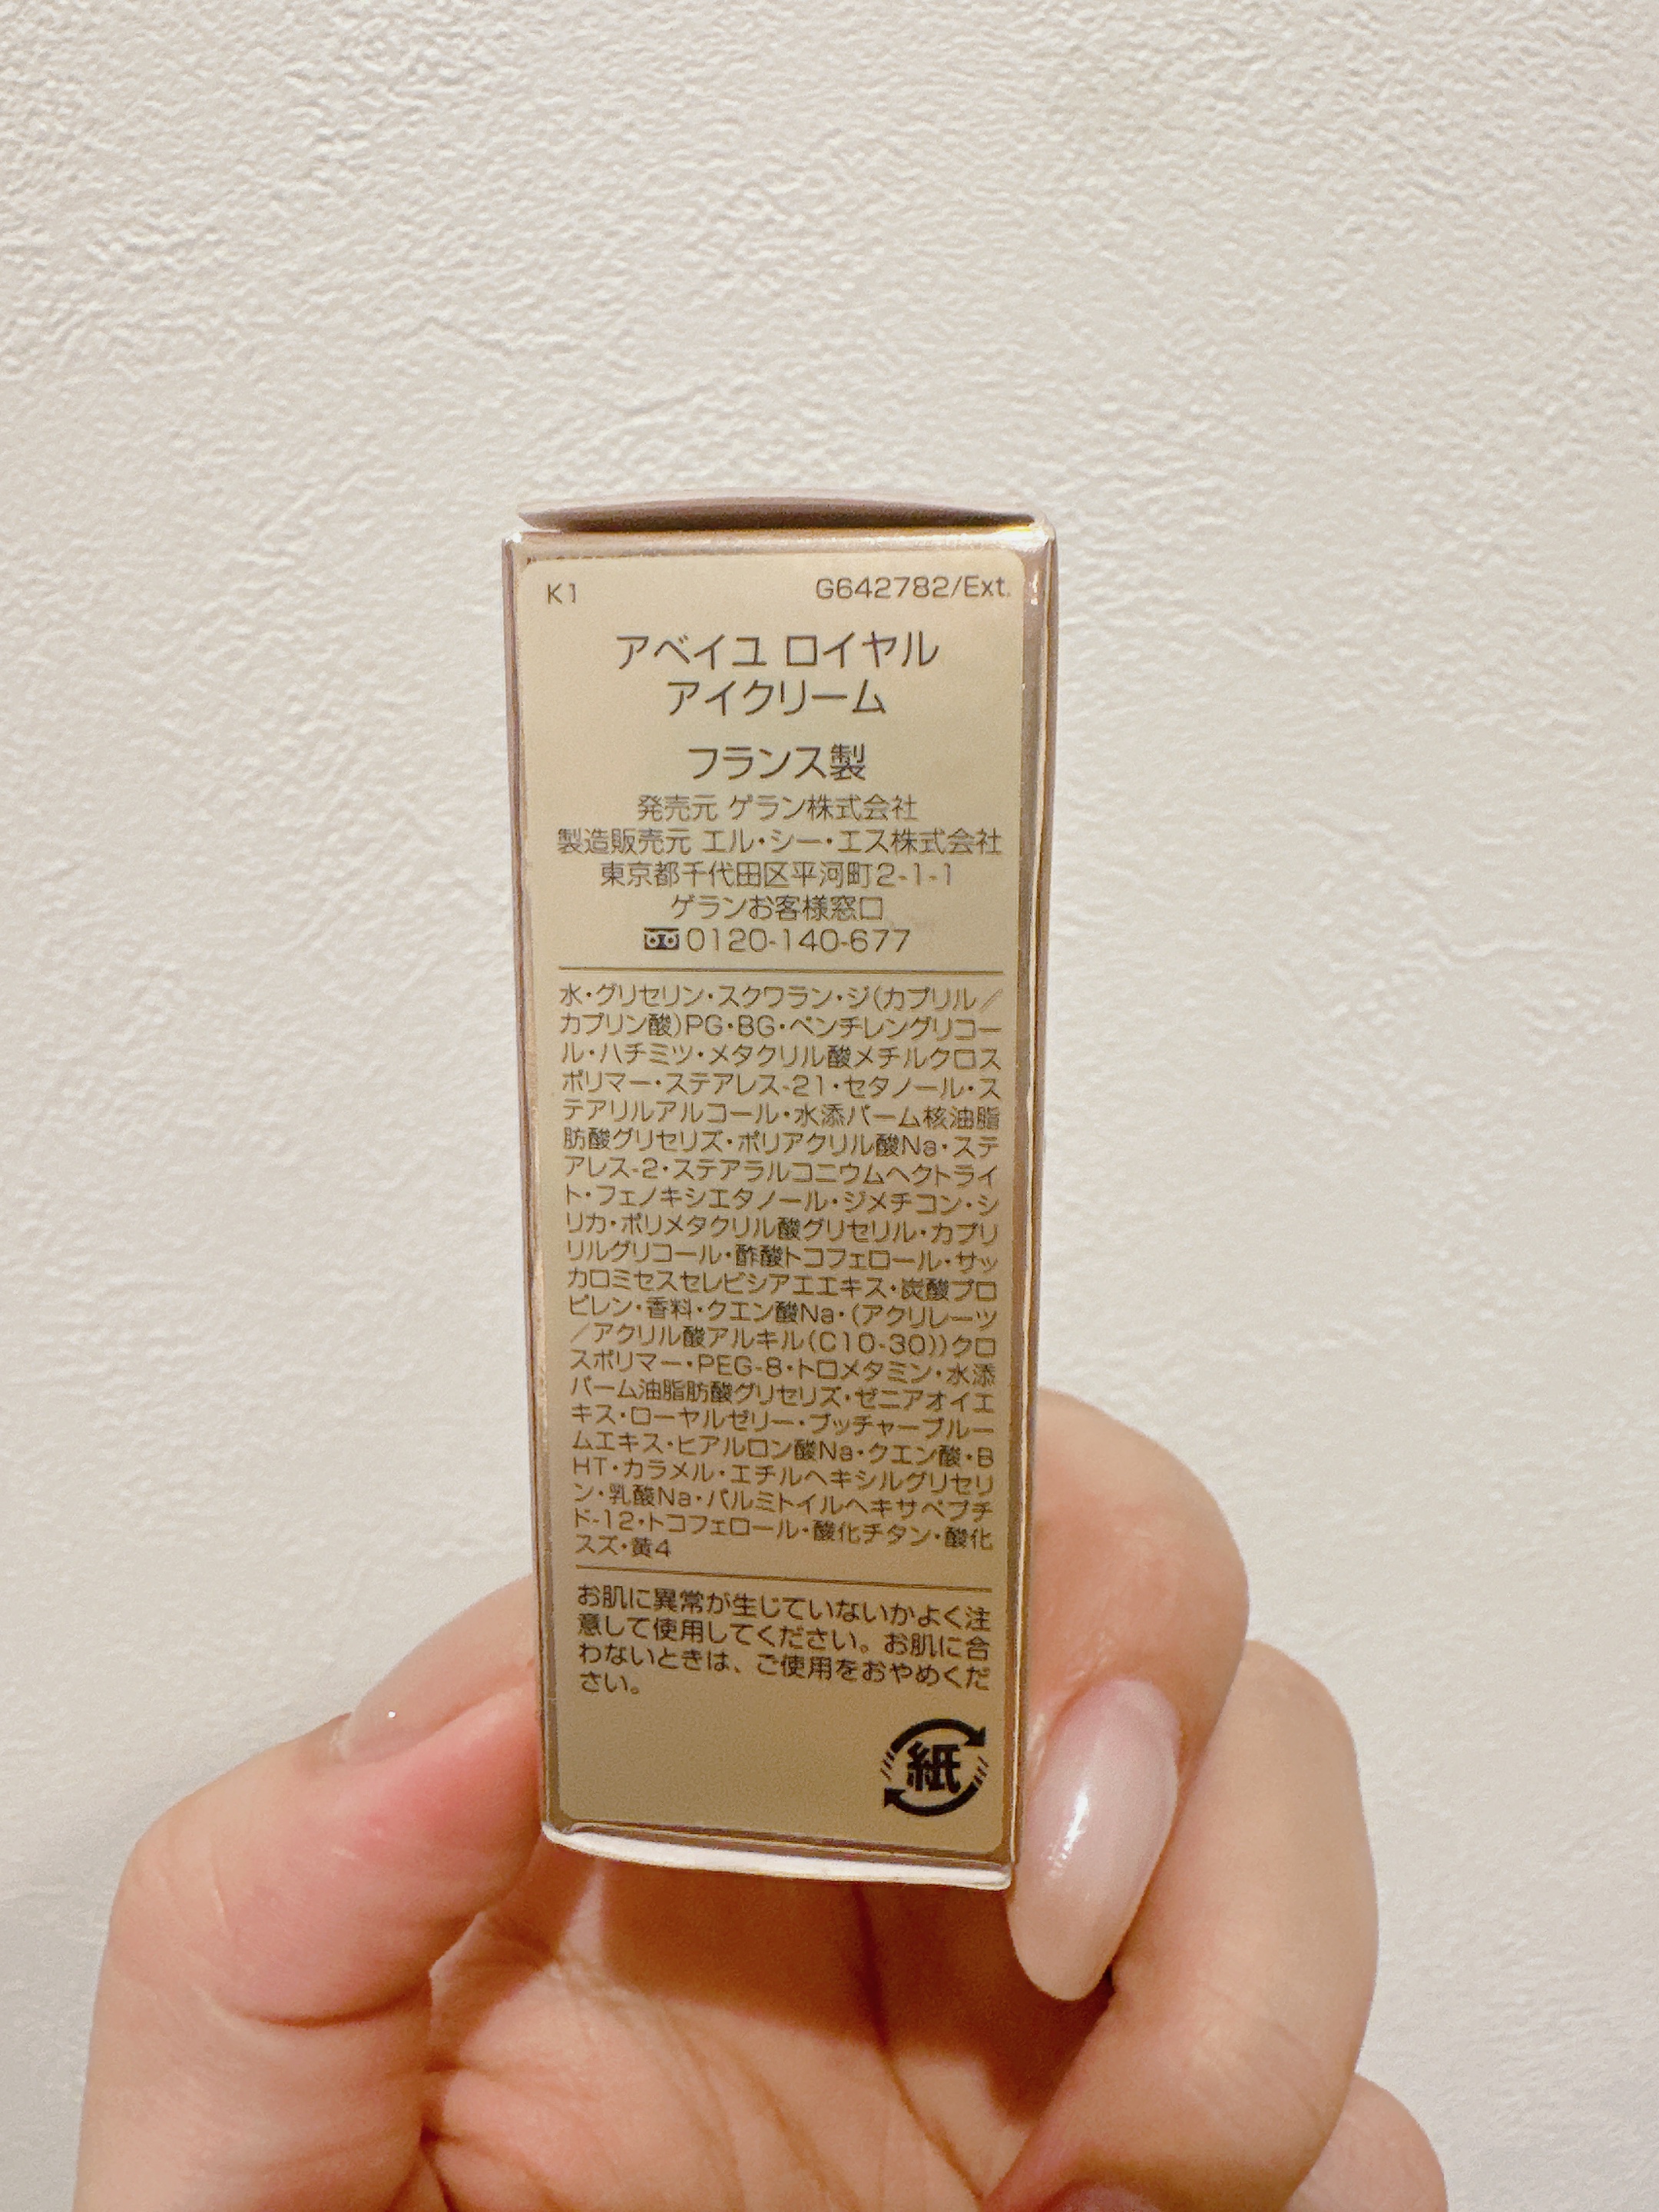 K1 G642782/Ext.
アベイユ ロイヤル
アイクリーム
フランス製
発売元 ゲラン株式会社
製造販売元 エル・シー・エス株式会社
東京都千代田区平河町2-1-1
ゲランお客様窓口
0120-140-677
水・グリセリン・スクワラン・ジ(カプリル/
カプリン酸)PG・BG・ペンチレングリコー
ル・ハチミツ・メタクリル酸メチルクロス
ポリマー・ステアレス-21・セタノール・ス
テアリルアルコール・水添パーム核油脂
肪酸グリセリズ・ポリアクリル酸Na・ステ
アレス-2・ステアラルコニウムヘクトライ
ト・フェノキシエタノール・ジメチコン・シ
リカ・ポリメタクリル酸グリセリル・カプリ
リルグリコール・酢酸トコフェロール・サッ
カロミセスセレビシアエエキス・炭酸プロ
ピレン・香料・クエン酸Na・(アクリレーツ
/アクリル酸アルキル(C10-30))クロ
スポリマー・PEG-8・トロメタミン・水添
パーム油脂肪酸グリセリズ・ゼニアオイエ
キス・ローヤルゼリー・ブッチャーブルー
ムエキス・ヒアルロン酸Na・クエン酸・B
HT・カラメル・エチルヘキシルグリセリ
ン・乳酸Na・パルミトイルヘキサペプチ
ド-12・トコフェロール・酸化チタン・酸化
スズ・黄4
お肌に異常が生じていないかよく注
意して使用してください。お肌に合
わないときは、ご使用をおやめくだ
さい。
紙